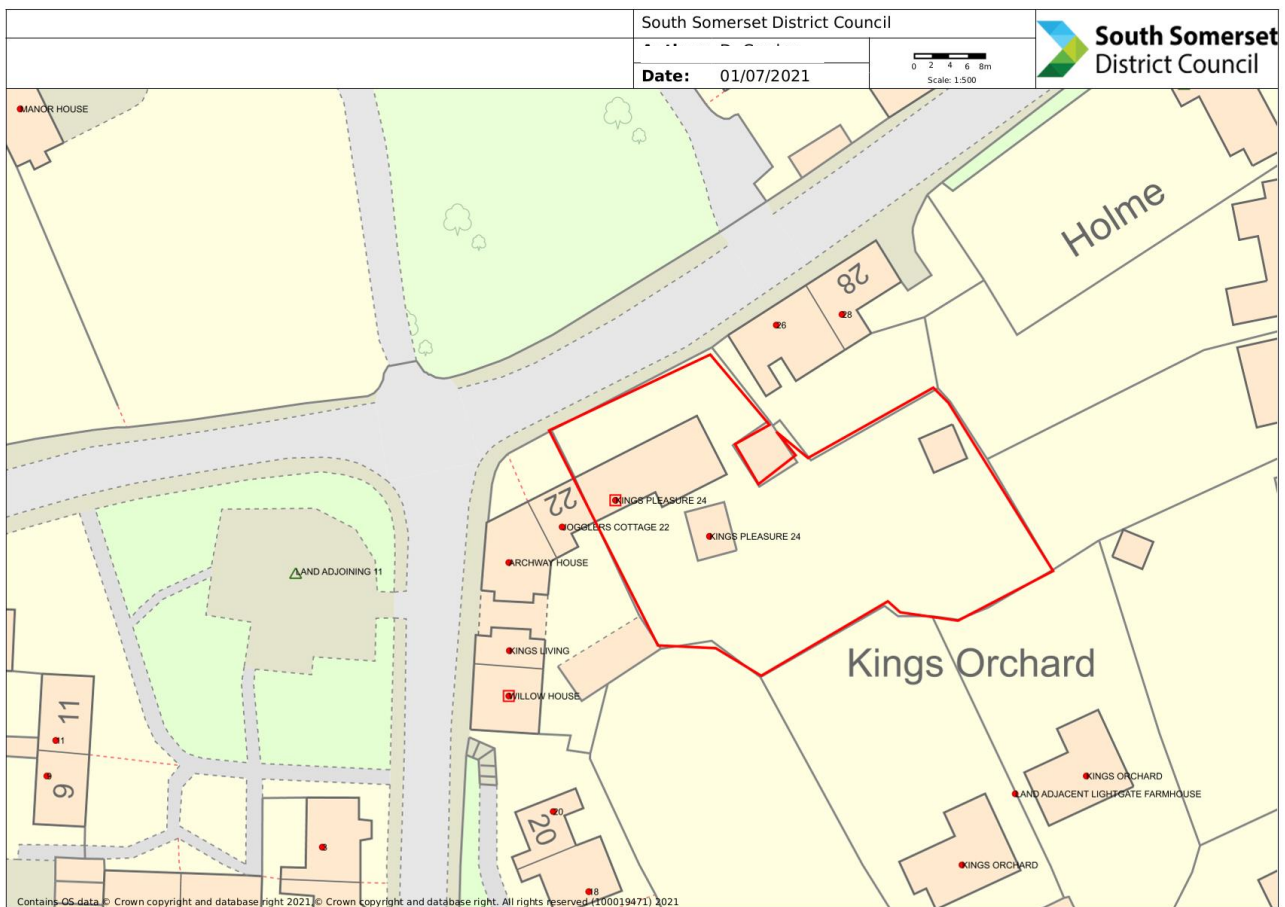 South Somerset District Council
Date: 01/07/2021
0 2 4 6 8m
Scale: 1:500
South Somerset
District Council
MANOR HOUSE
Holme
28
28
26
KINGS PLEASURE 24
22
JOGGLERS COTTAGE 22
KINGS PLEASURE 24
ARCHWAY HOUSE
LAND ADJOINING 11
KINGS LIVING
Kings Orchard
WILLOW HOUSE
11
11
9
9
KINGS ORCHARD
LAND ADJACENT LIGHTGATE FARMHOUSE
20
20
KINGS ORCHARD
18
Contains OS data © Crown copyright and database right 2021,© Crown copyright and database right. All rights reserved (100019471) 2021